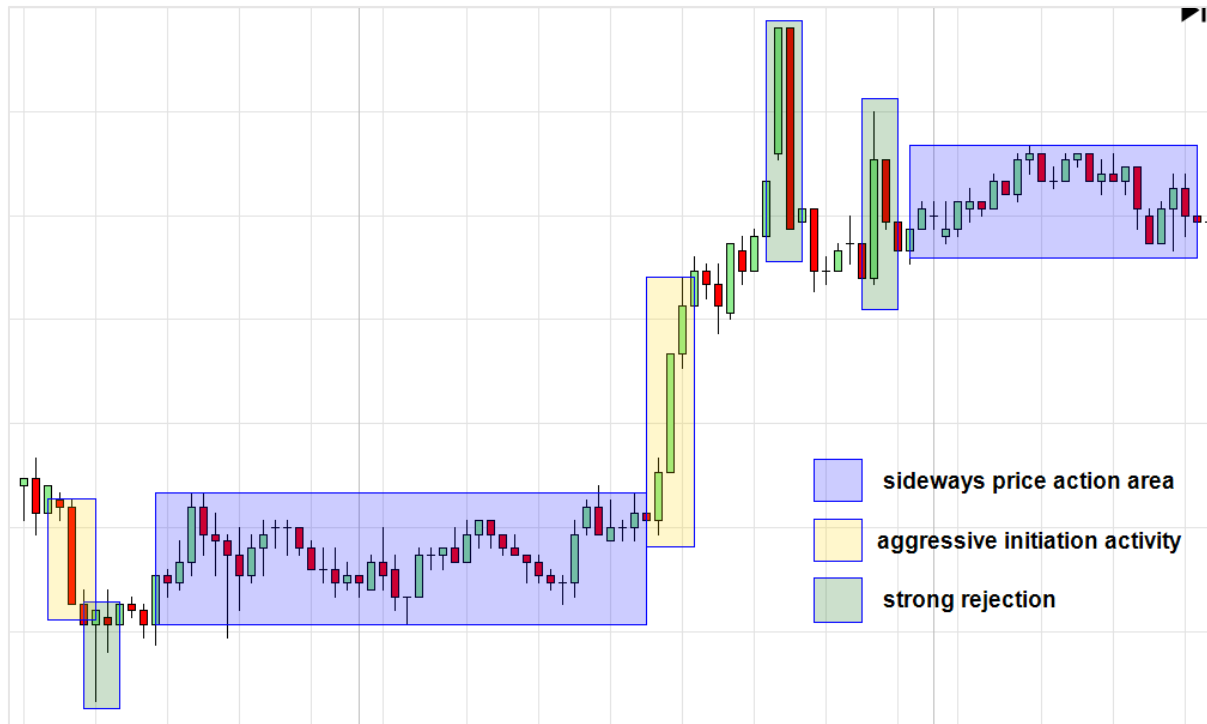 sideways price action area
aggressive initiation activity
strong rejection